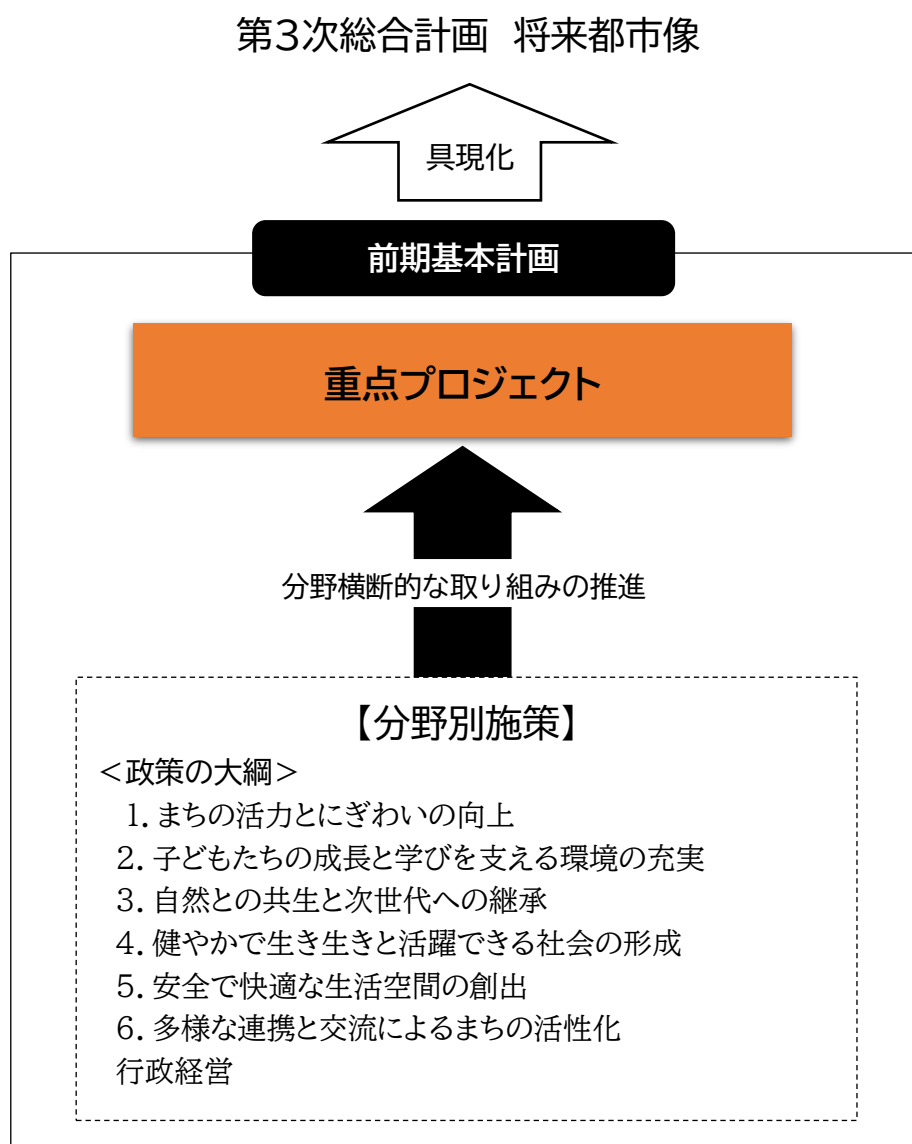 第3次総合計画　将来都市像
具現化
前期基本計画
重点プロジェクト
分野横断的な取り組みの推進
【分野別施策】
＜政策の大綱＞
1. まちの活力とにぎわいの向上
2. 子どもたちの成長と学びを支える環境の充実
3. 自然との共生と次世代への継承
4. 健やかで生き生きと活躍できる社会の形成
5. 安全で快適な生活空間の創出
6. 多様な連携と交流によるまちの活性化
行政経営